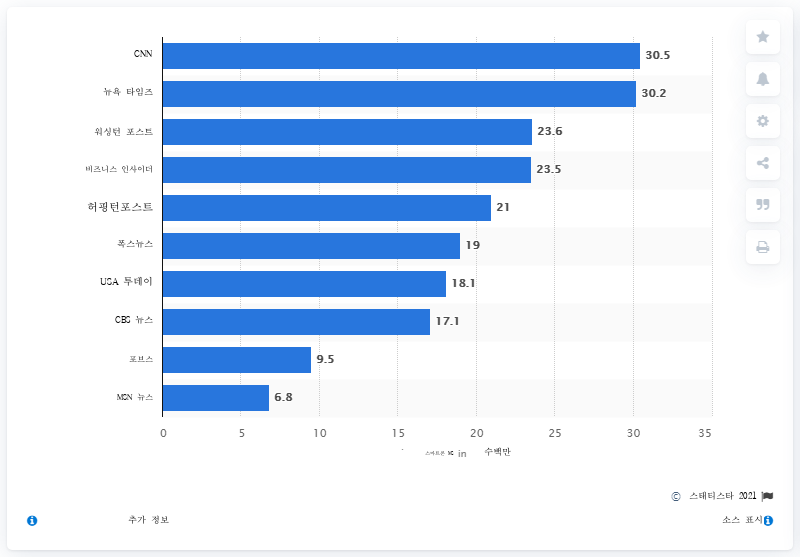 CNN 30.5
뉴욕 타임즈 30.2
워싱턴 포스트 23.6
비즈니스 인사이더 23.5
허핑턴포스트 21
폭스뉴스 19
USA 투데이 18.1
CBS 뉴스 17.1
포브스 9.5
MSN 뉴스 6.8
0 5 10 15 20 25 30 35
in 수백만
© 스태티스타 2021
추가 정보 소스 표시